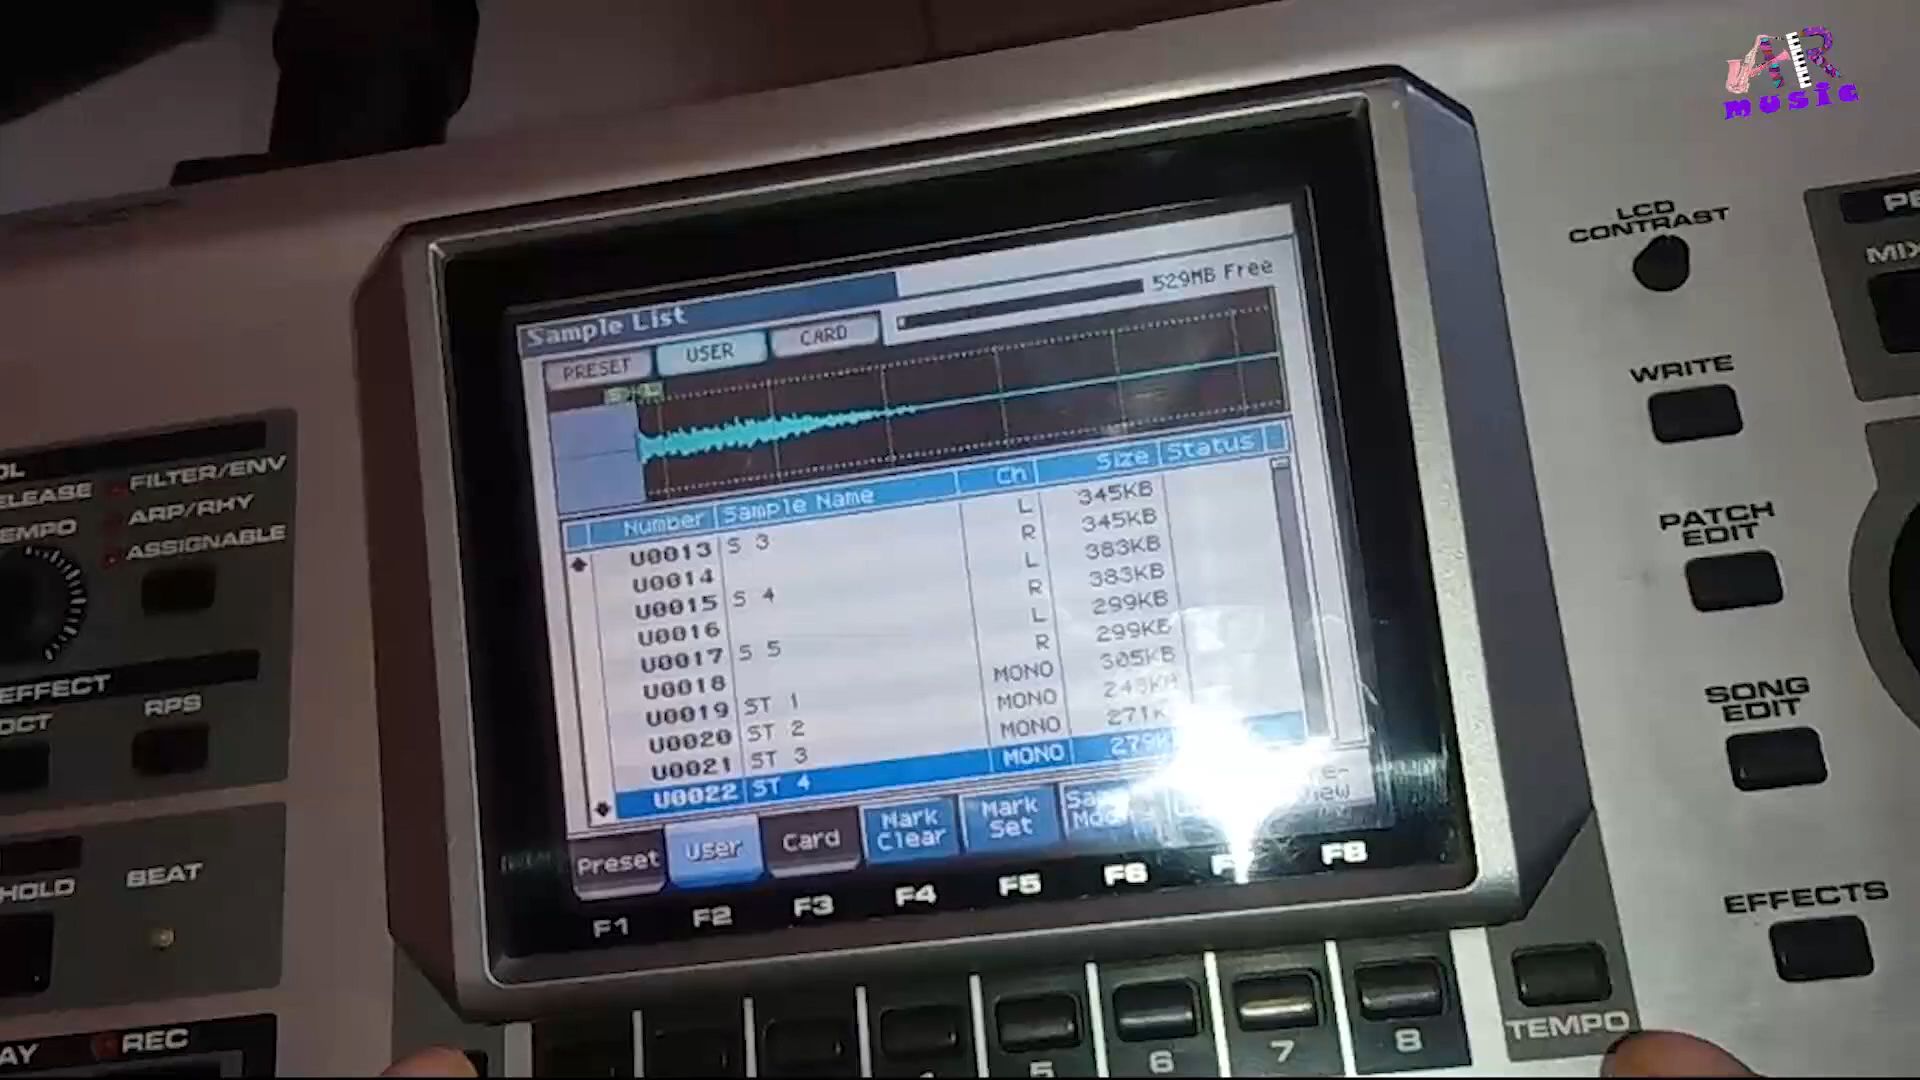 AR
music
LCD
CONTRAST
WRITE
PATCH
EDIT
SONG
EDIT
EFFECTS
TEMPO
FILTER/ENV
ARP/RHY
ASSIGNABLE
EFFECT
RPS
HOLD
BEAT
REC
Sample List
529MB Free
PRESET USER CARD
Number Sample Name Ch Size Status
U0013 S 3 L 345KB
U0014 R 345KB
U0015 S 4 L 383KB
U0016 R 383KB
U0017 S 5 L 299KB
U0018 R 299KB
U0019 ST 1 MONO 305KB
U0020 ST 2 MONO
U0021 ST 3 MONO
U0022 ST 4 MONO
Preset User Card Mark Clear Mark Set
F1 F2 F3 F4 F5 F6 F8
5 6 7 8